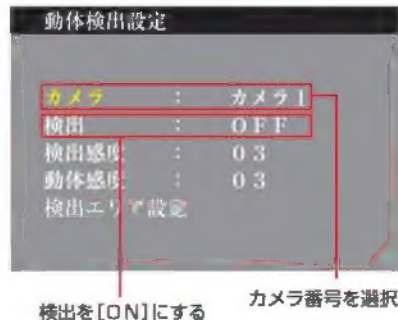 動体検出設定
カメラ : カメラ1
検出 : OFF
検出感度 : 03
動体感度 : 03
検出エリア設定
検出を[ON]にする
カメラ番号を選択